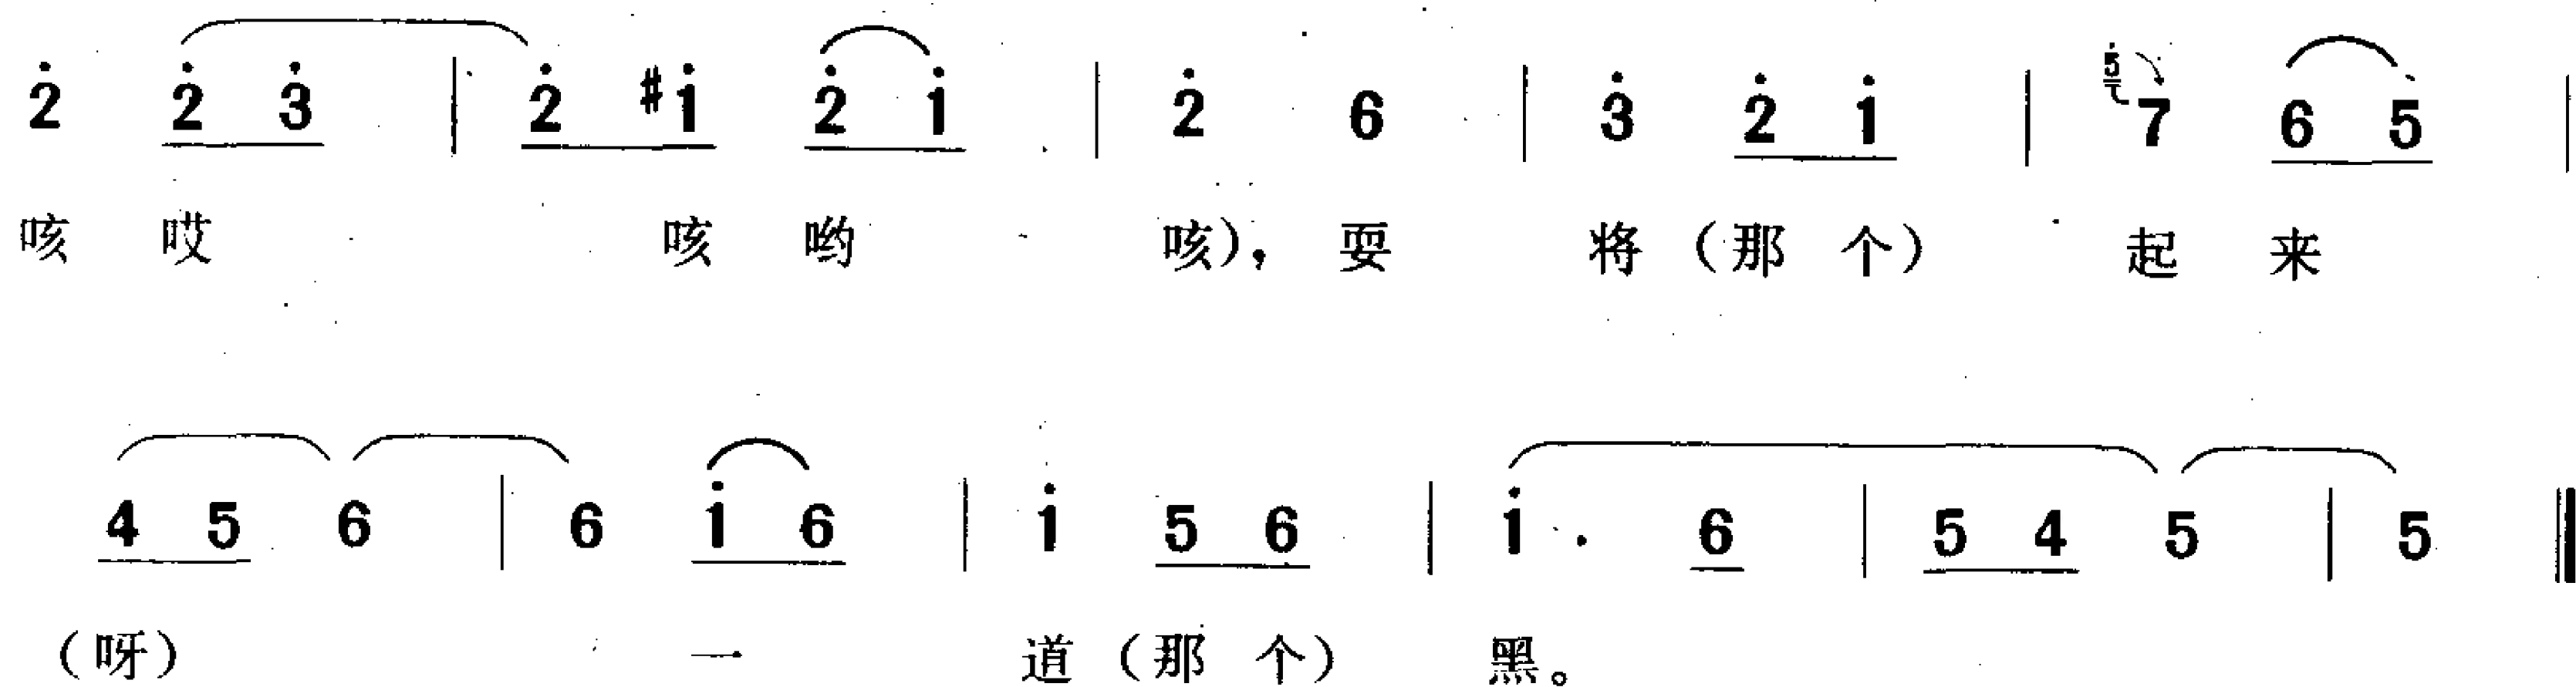 2̇ 2̇ 3̇ | 2̇ #1̇ 2̇ 1̇ | 2̇ 6 | 3̇ 2̇ 1̇ | 5̇ 7 6 5 |
咳 哎 咳 哟 咳），耍 将（那 个） 起 来
4 5 6 | 6 1̇ 6 | 1̇ 5 6 | 1̇ . 6 | 5 4 5 | 5 ‖
（呀） 一 道（那 个） 黑。